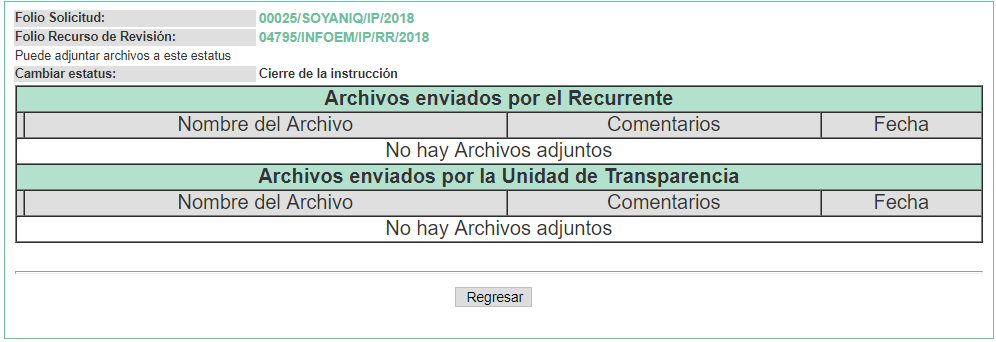 Folio Solicitud: 00025/SOYANIQ/IP/2018
Folio Recurso de Revisión: 04795/INFOEM/IP/RR/2018
Puede adjuntar archivos a este estatus
Cambiar estatus: Cierre de la instrucción
Archivos enviados por el Recurrente
Nombre del Archivo Comentarios Fecha
No hay Archivos adjuntos
Archivos enviados por la Unidad de Transparencia
Nombre del Archivo Comentarios Fecha
No hay Archivos adjuntos
Regresar